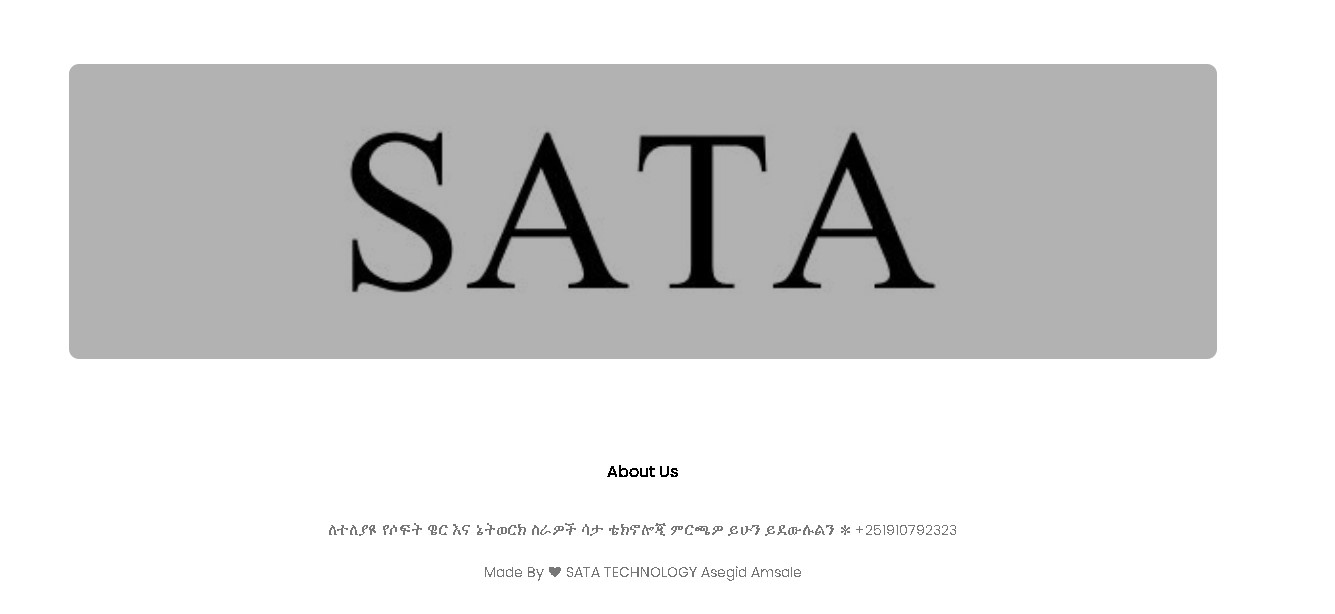 SATA
About Us
ለተለያዩ የሶፍት ዌር እና ኔትወርክ ስራዎች ሳታ ቴክኖሎጂ ምርጫዎ ይሁን ይደውሉልን ✻ +251910792323
Made By ♥ SATA TECHNOLOGY Asegid Amsale